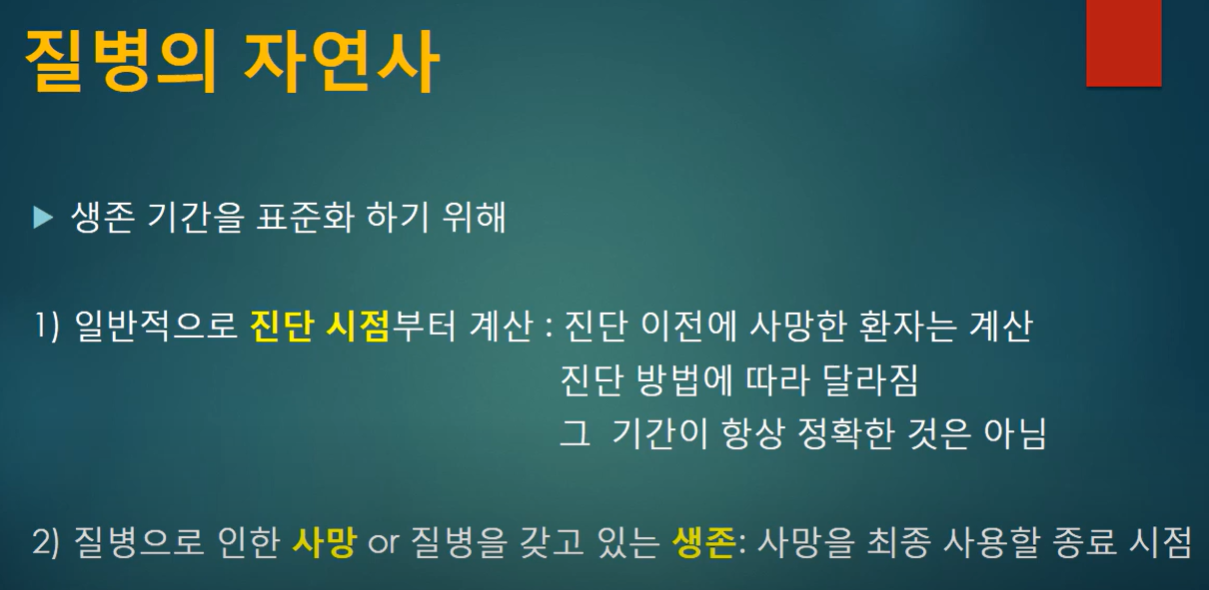 질병의 자연사
▶ 생존 기간을 표준화 하기 위해
1) 일반적으로 진단 시점부터 계산 : 진단 이전에 사망한 환자는 계산
진단 방법에 따라 달라짐
그 기간이 항상 정확한 것은 아님
2) 질병으로 인한 사망 or 질병을 갖고 있는 생존: 사망을 최종 사용할 종료 시점